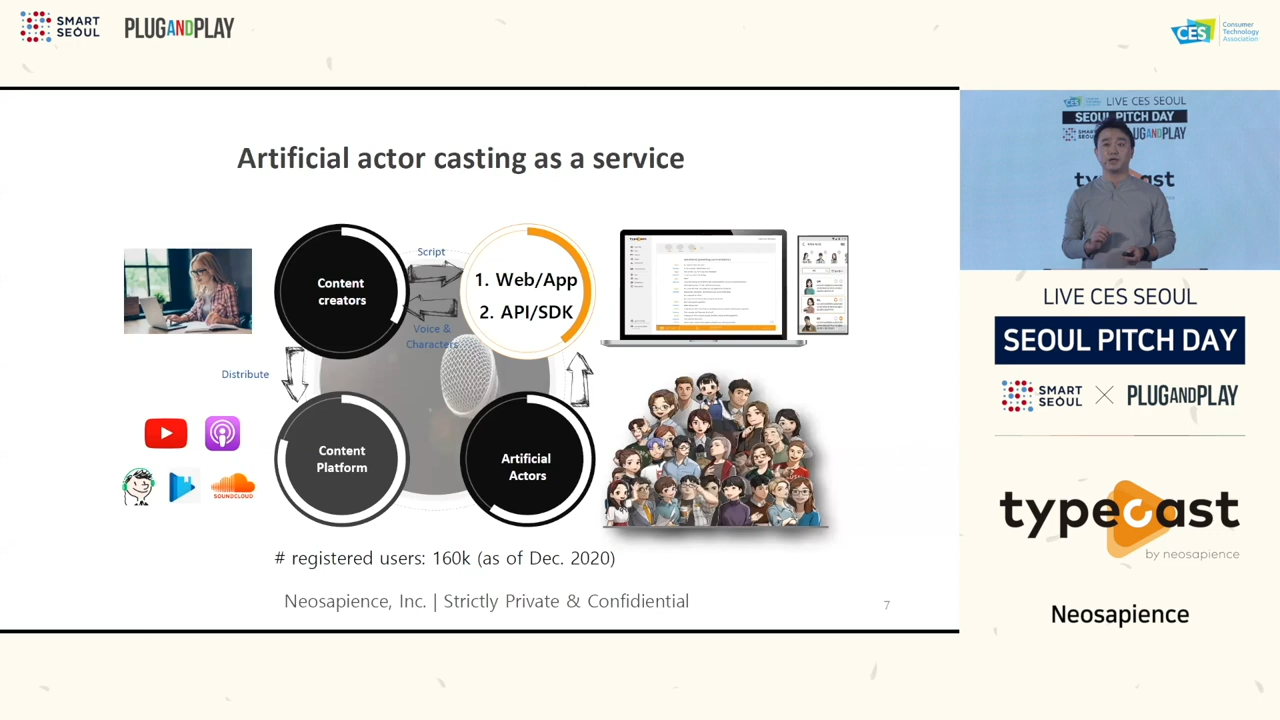 SMART
SEOUL
PLUGANDPLAY
CES
Consumer
Technology
Association
Artificial actor casting as a service
Content
creators
Script
Voice &
Characters
1. Web/App
2. API/SDK
Distribute
Content
Platform
Artificial
Actors
SOUNDCLOUD
# registered users: 160k (as of Dec. 2020)
Neosapience, Inc. | Strictly Private & Confidiential
7
LIVE CES SEOUL
SEOUL PITCH DAY
PLUGANDPLAY
LIVE CES SEOUL
SEOUL PITCH DAY
SMART
SEOUL
PLUGANDPLAY
typecast
by neosapience
Neosapience